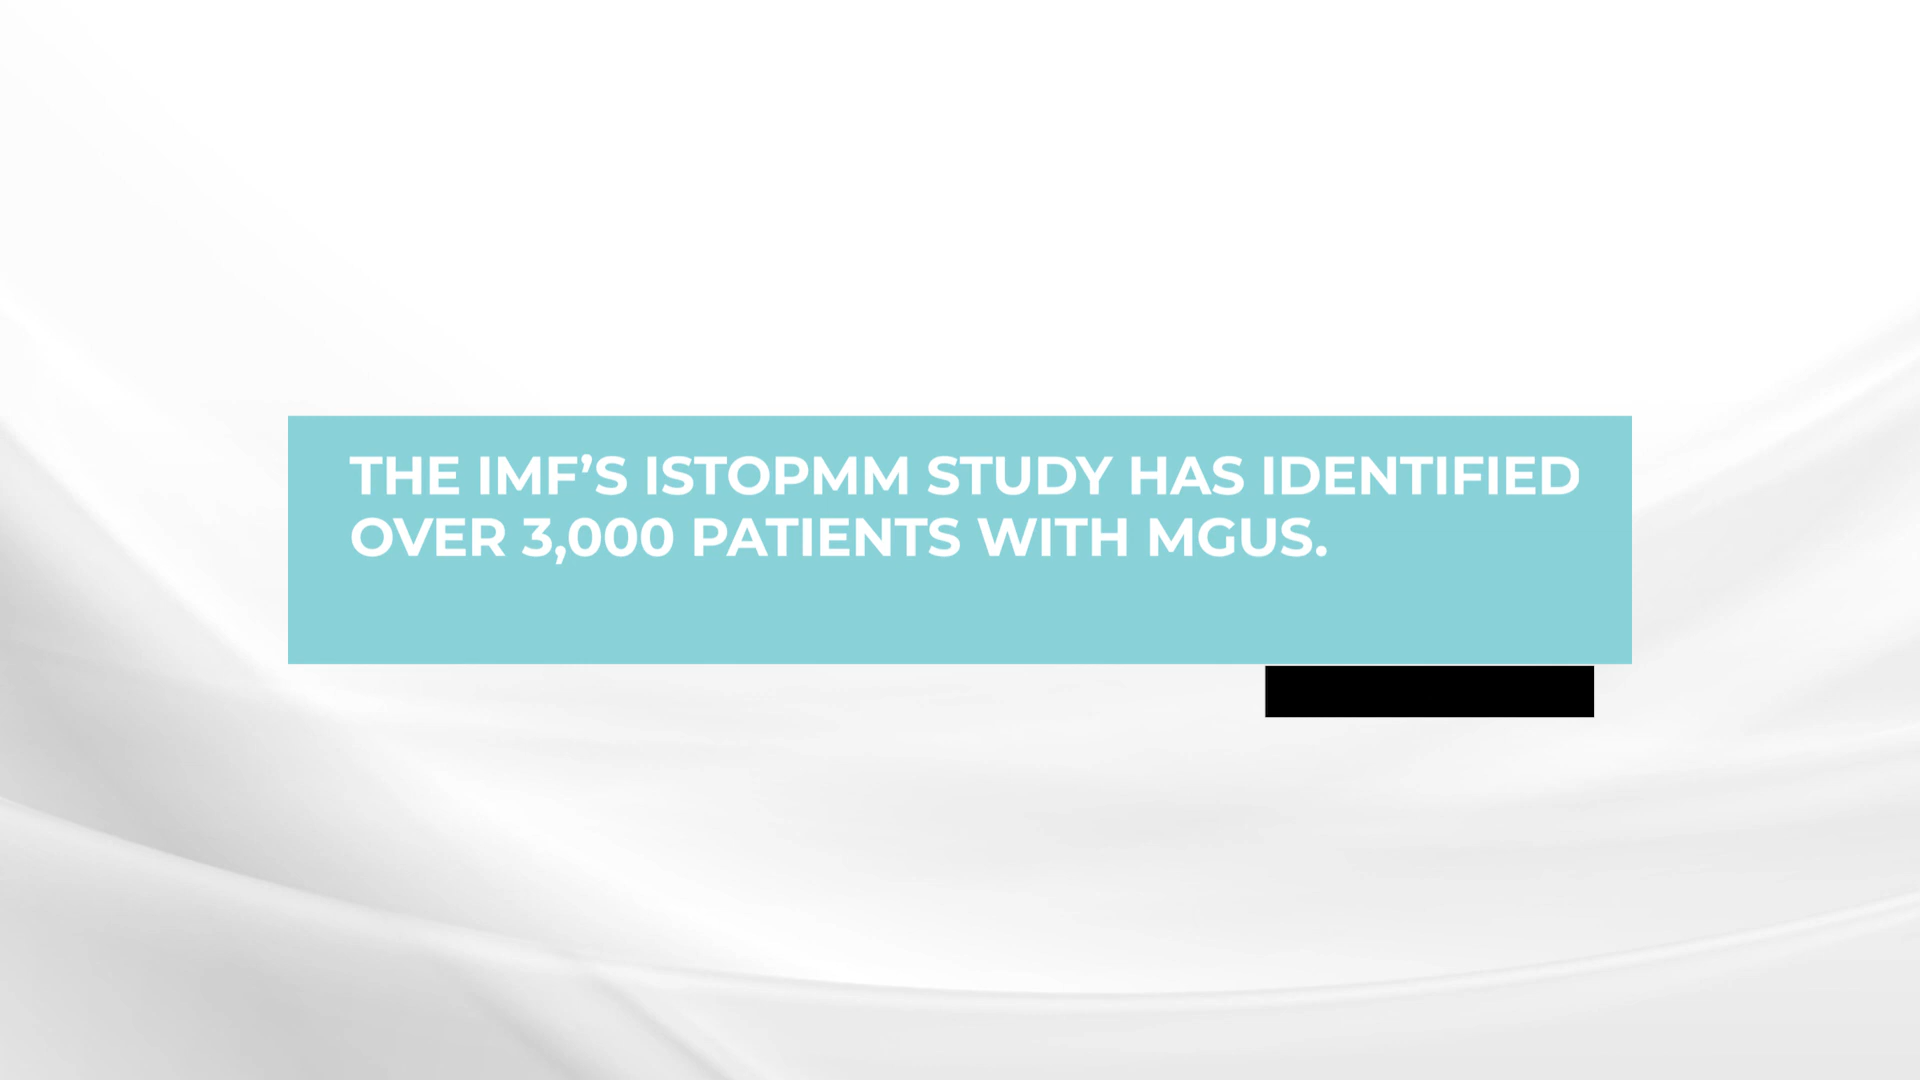 THE IMF’S ISTOPMM STUDY HAS IDENTIFIED
OVER 3,000 PATIENTS WITH MGUS.